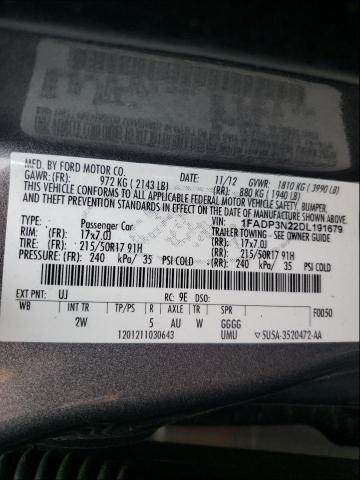 MFD. BY FORD MOTOR CO.
DATE: 11/12 GVWR: 1810 KG ( 3990 LB)
GAWR: (FR): 972 KG ( 2143 LB) (RR): 880 KG ( 1940 LB)
THIS VEHICLE CONFORMS TO ALL APPLICABLE FEDERAL MOTOR VEHICLE SAFETY, BUMPER,
AND THEFT PREVENTION STANDARDS IN EFFECT ON THE DATE OF MANUFACTURE SHOWN ABOVE.
VIN: 1FADP3N22DL191679
TYPE: Passenger Car TRAILER TOWING - SEE OWNER GUIDE
RIM: (FR): 17x7.0J (RR): 17x7.0J
TIRE: (FR): 215/50R17 91H (RR): 215/50R17 91H
PRESSURE: (FR): 240 kPa/ 35 PSI COLD (RR): 240 kPa/ 35 PSI COLD
EXT PNT: UJ RC: 9E DSO:
WB INT TR TP/PS R AXLE TR SPR F0050
2W 5 AU W GGGG
1201211030643 UMU SU5A-3520472-AA